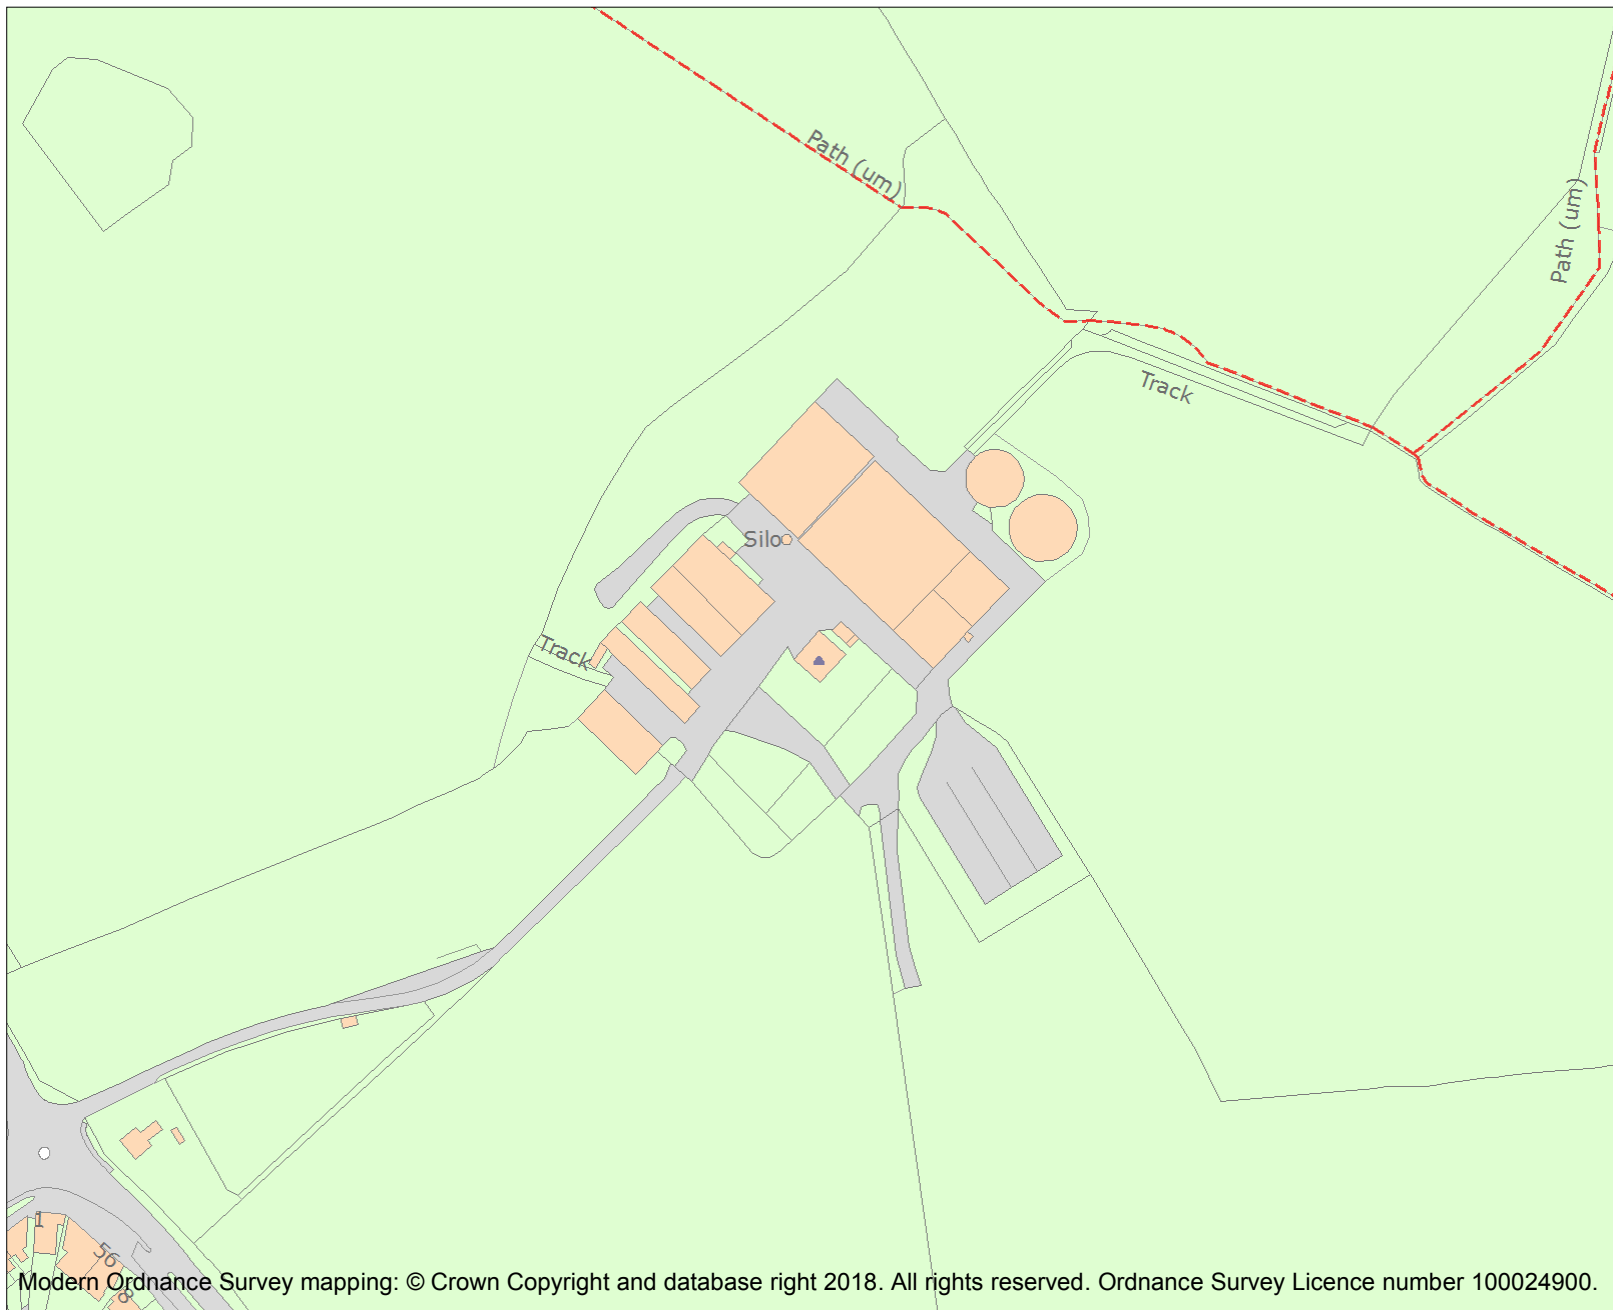 Path (um)
Path (um)
Track
Silo
Track
1
56
8
Modern Ordnance Survey mapping: © Crown Copyright and database right 2018. All rights reserved. Ordnance Survey Licence number 100024900.